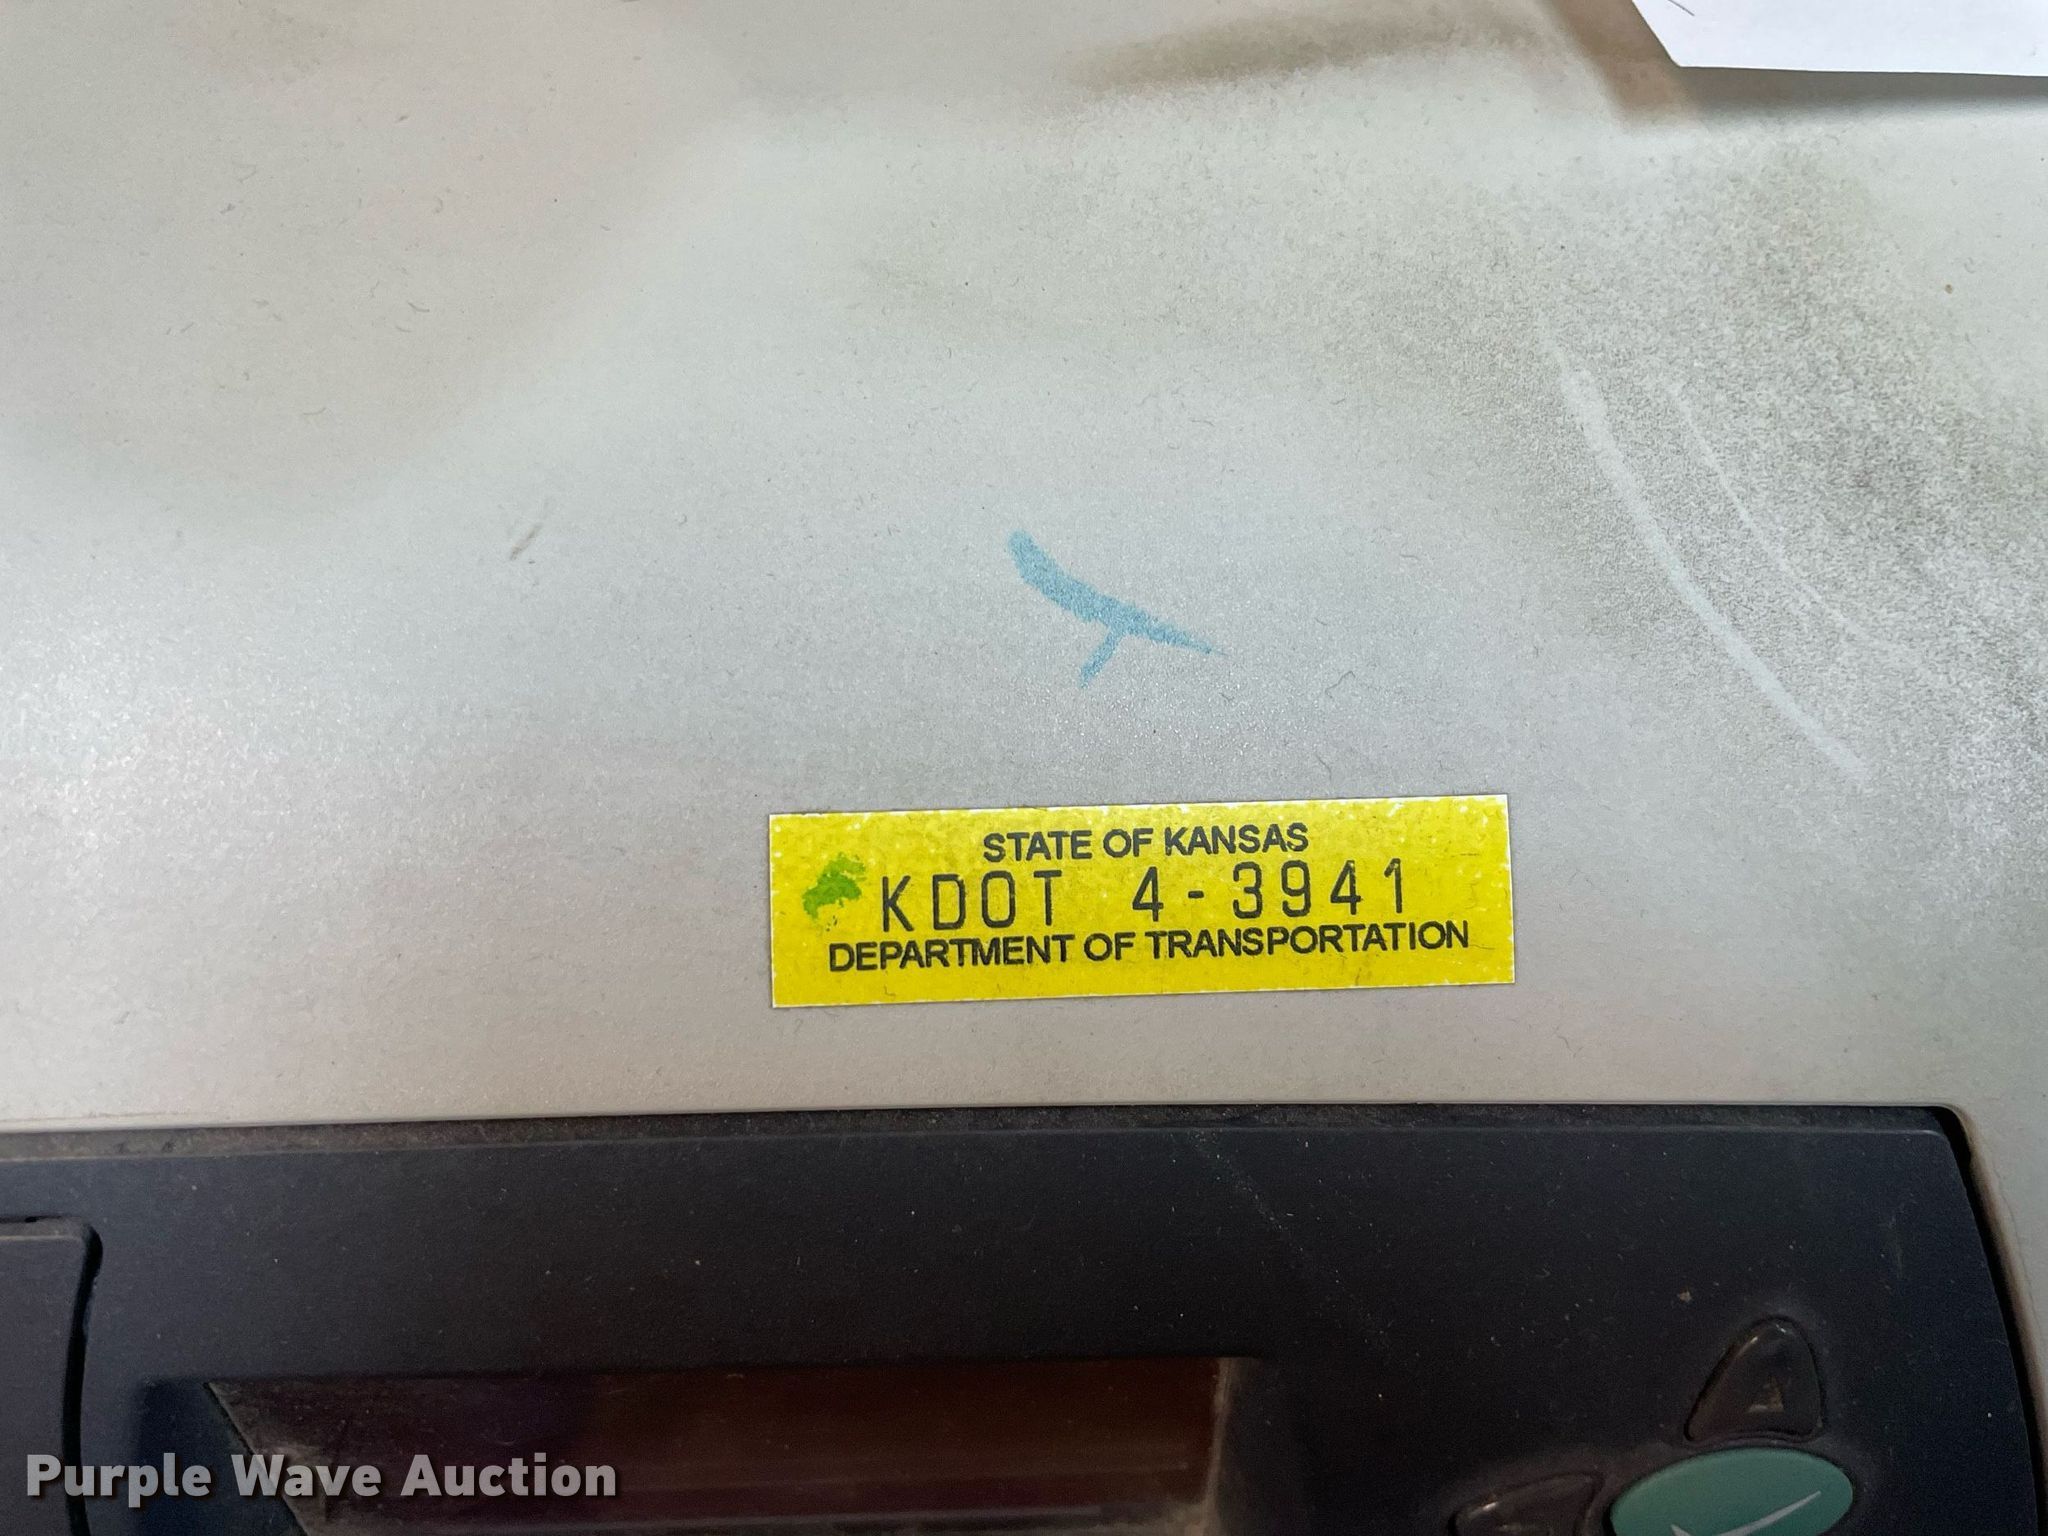 STATE OF KANSAS
KDOT 4-3941
DEPARTMENT OF TRANSPORTATION
Purple Wave Auction